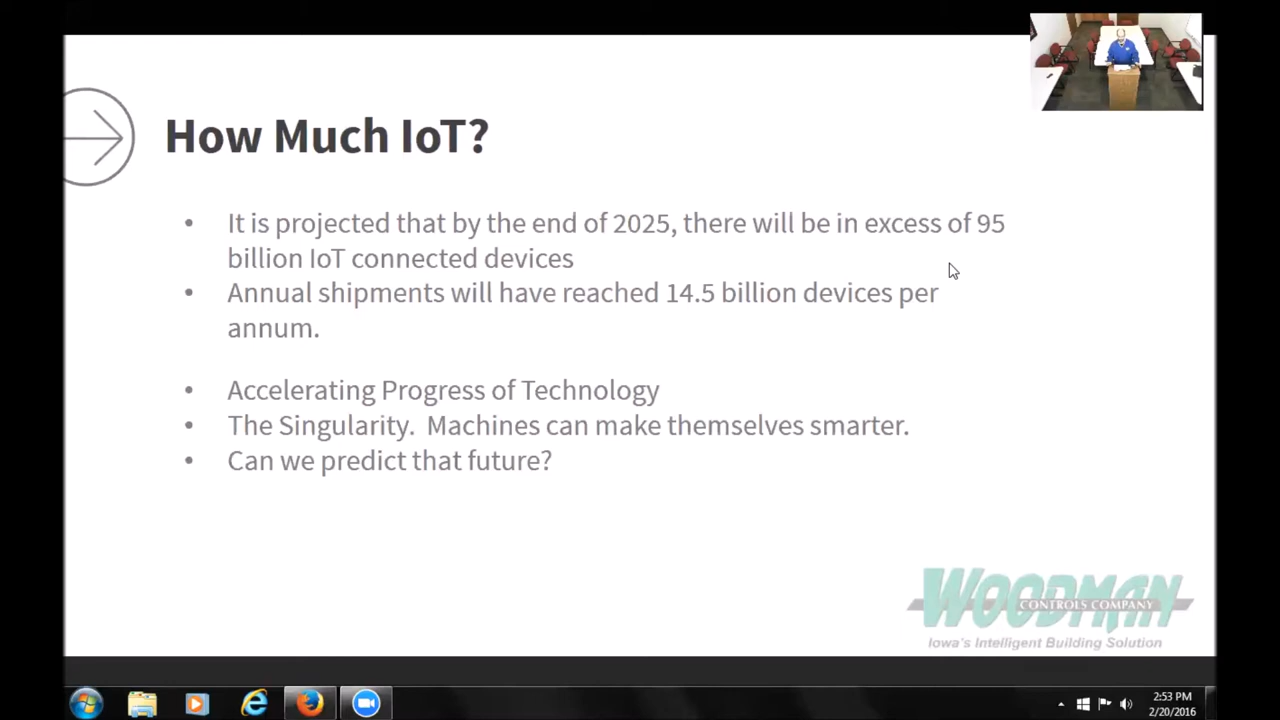 How Much IoT?
• It is projected that by the end of 2025, there will be in excess of 95
billion IoT connected devices
• Annual shipments will have reached 14.5 billion devices per
annum.
• Accelerating Progress of Technology
• The Singularity. Machines can make themselves smarter.
• Can we predict that future?
WOODMAN
CONTROLS COMPANY
Iowa's Intelligent Building Solution
2:53 PM
2/20/2016